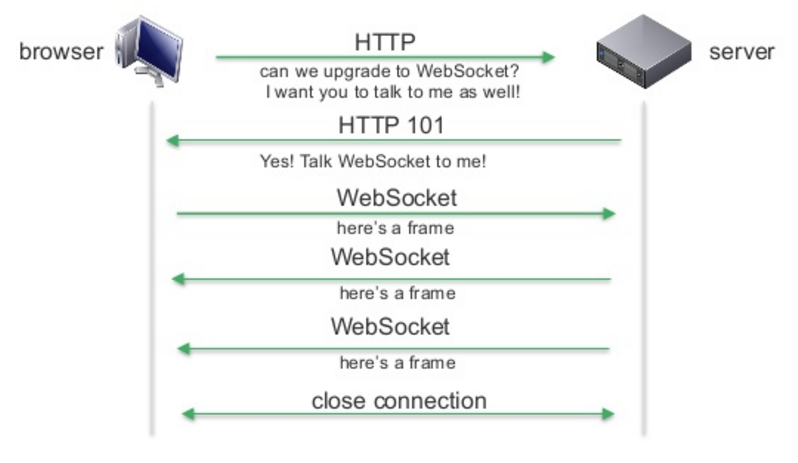 browser
server
HTTP
can we upgrade to WebSocket?
I want you to talk to me as well!
HTTP 101
Yes! Talk WebSocket to me!
WebSocket
here's a frame
WebSocket
here's a frame
WebSocket
here's a frame
close connection